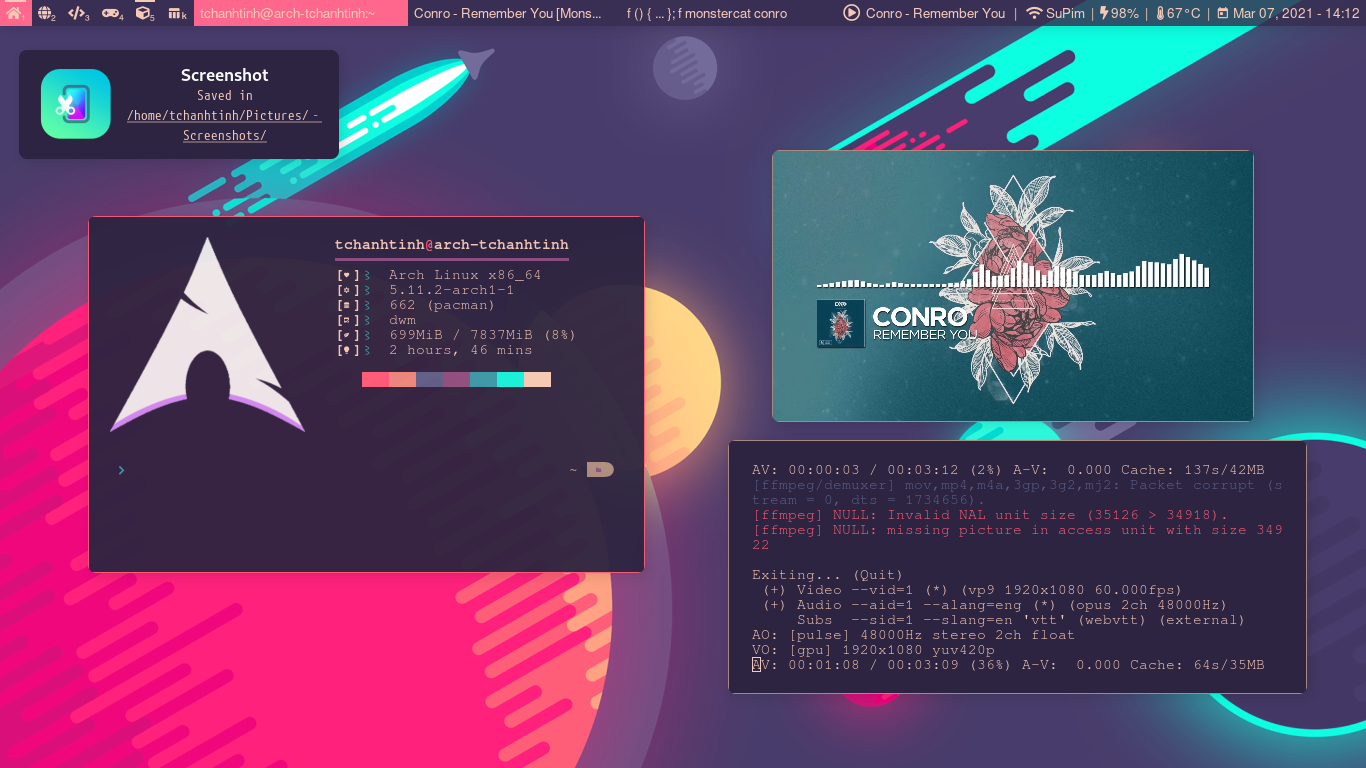 1 2 3 4 5 k tchanhtinh@arch-tchanhtinh:~ Conro - Remember You [Mons... f () { ... }; f monstercat conro Conro - Remember You | SuPim | 98% | 67°C | Mar 07, 2021 - 14:12
Screenshot
Saved in
/home/tchanhtinh/Pictures/-
Screenshots/
tchanhtinh@arch-tchanhtinh
Arch Linux x86_64
5.11.2-arch1-1
662 (pacman)
dwm
699MiB / 7837MiB (8%)
2 hours, 46 mins
~
CONRO
REMEMBER YOU
AV: 00:00:03 / 00:03:12 (2%) A-V:  0.000 Cache: 137s/42MB
[ffmpeg/demuxer] mov,mp4,m4a,3gp,3g2,mj2: Packet corrupt (s
tream = 0, dts = 1734656).
[ffmpeg] NULL: Invalid NAL unit size (35126 > 34918).
[ffmpeg] NULL: missing picture in access unit with size 349
22
Exiting... (Quit)
(+) Video --vid=1 (*) (vp9 1920x1080 60.000fps)
(+) Audio --aid=1 --alang=eng (*) (opus 2ch 48000Hz)
Subs  --sid=1 --slang=en 'vtt' (webvtt) (external)
AO: [pulse] 48000Hz stereo 2ch float
VO: [gpu] 1920x1080 yuv420p
AV: 00:01:08 / 00:03:09 (36%) A-V:  0.000 Cache: 64s/35MB